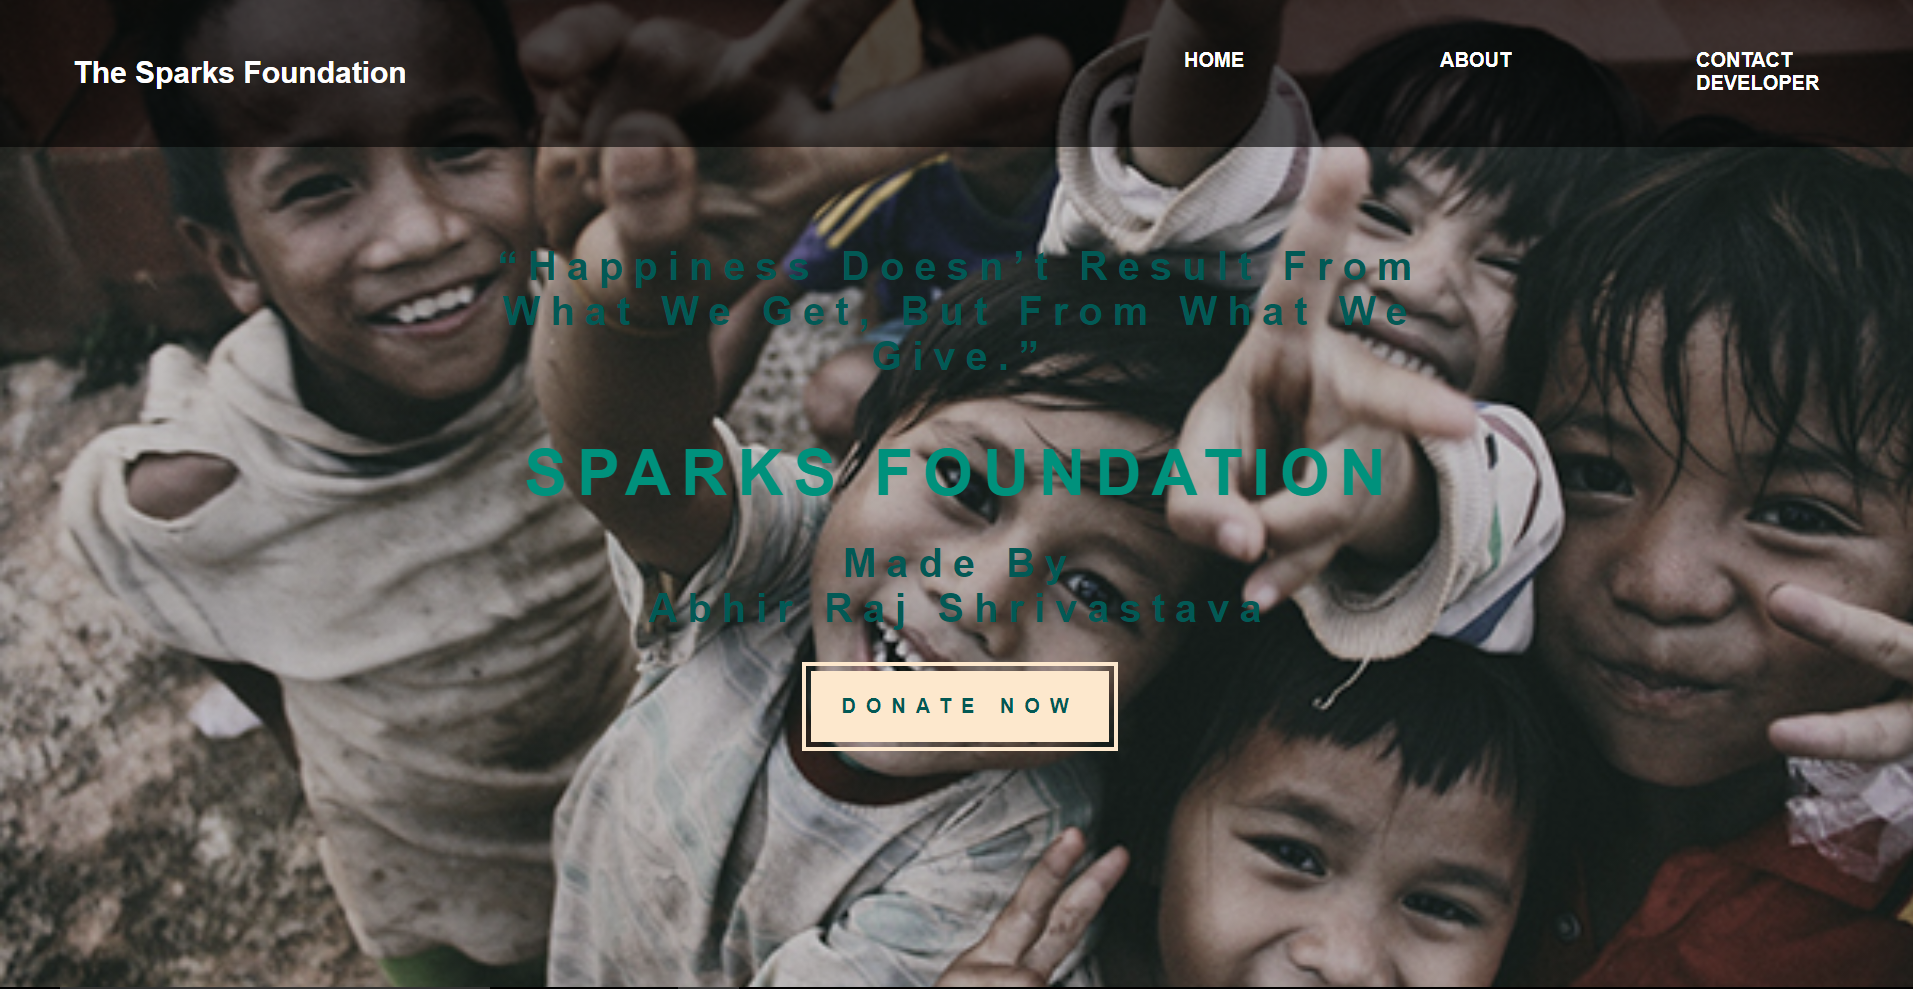 The Sparks Foundation
HOME
ABOUT
CONTACT
DEVELOPER
“Happiness Doesn’t Result From
What We Get, But From What We
Give.”
SPARKS FOUNDATION
Made By
Abhir Raj Shrivastava
DONATE NOW